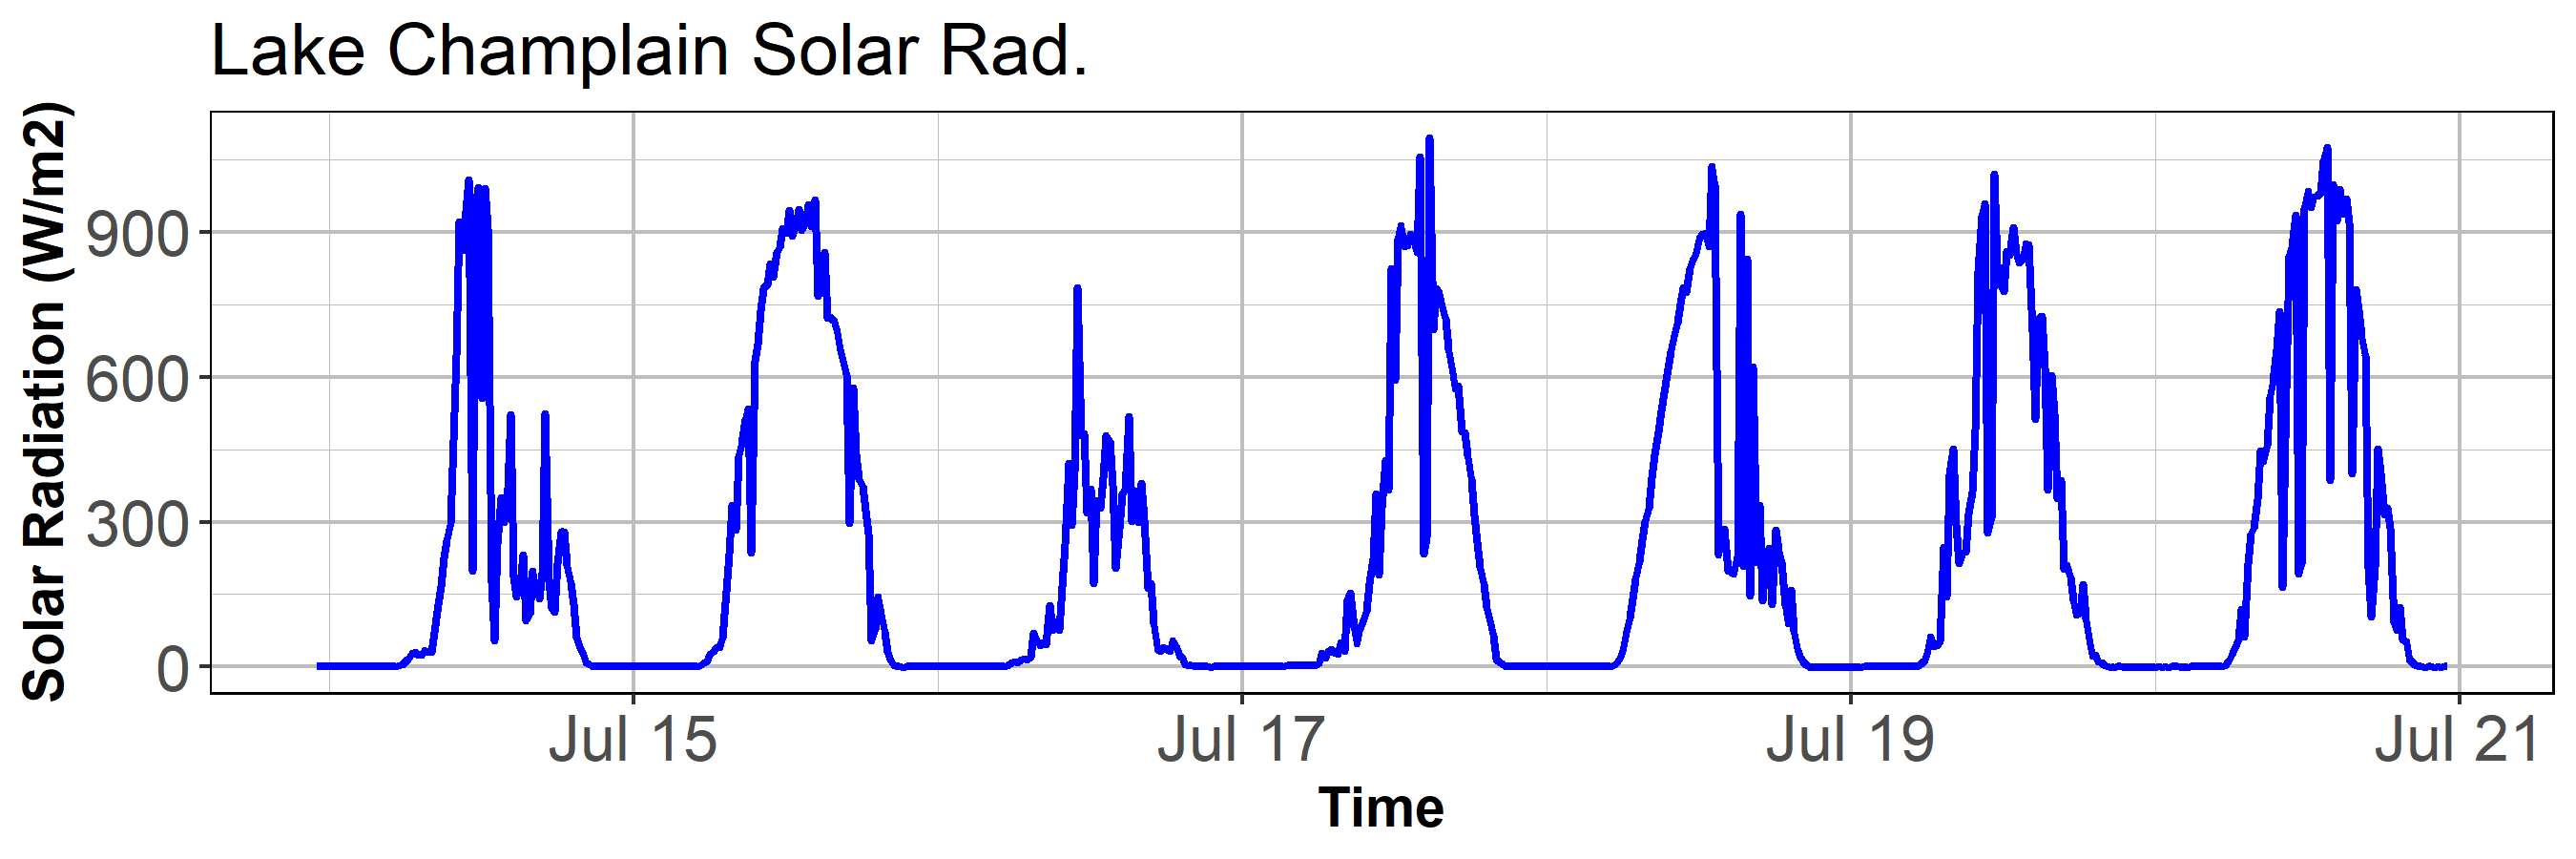 Lake Champlain Solar Rad.
Solar Radiation (W/m2)
900
600
300
0
Jul 15
Jul 17
Jul 19
Jul 21
Time